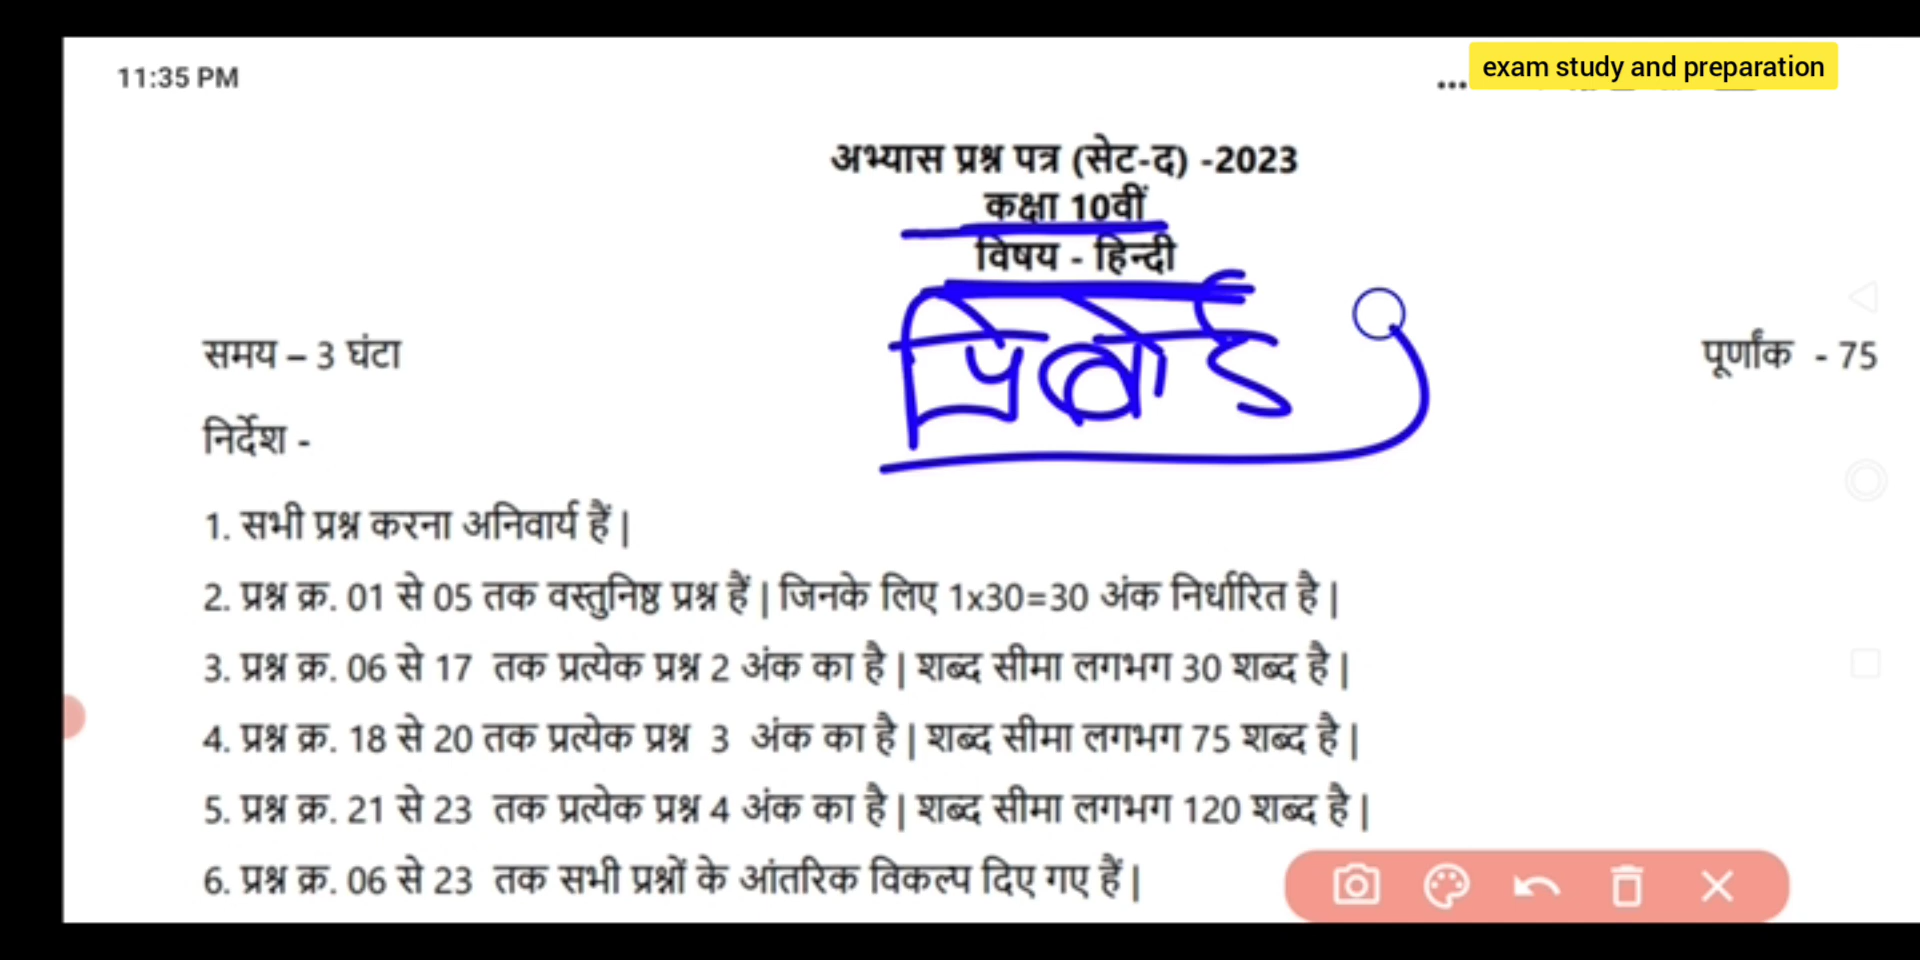 11:35 PM
exam study and preparation
अभ्यास प्रश्न पत्र (सेट-द) -2023
कक्षा 10वीं
विषय - हिन्दी
समय – 3 घंटा
पूर्णांक - 75
निर्देश -
1. सभी प्रश्न करना अनिवार्य हैं |
2. प्रश्न क्र. 01 से 05 तक वस्तुनिष्ठ प्रश्न हैं | जिनके लिए 1x30=30 अंक निर्धारित है |
3. प्रश्न क्र. 06 से 17 तक प्रत्येक प्रश्न 2 अंक का है | शब्द सीमा लगभग 30 शब्द है |
4. प्रश्न क्र. 18 से 20 तक प्रत्येक प्रश्न 3 अंक का है | शब्द सीमा लगभग 75 शब्द है |
5. प्रश्न क्र. 21 से 23 तक प्रत्येक प्रश्न 4 अंक का है | शब्द सीमा लगभग 120 शब्द है |
6. प्रश्न क्र. 06 से 23 तक सभी प्रश्नों के आंतरिक विकल्प दिए गए हैं |